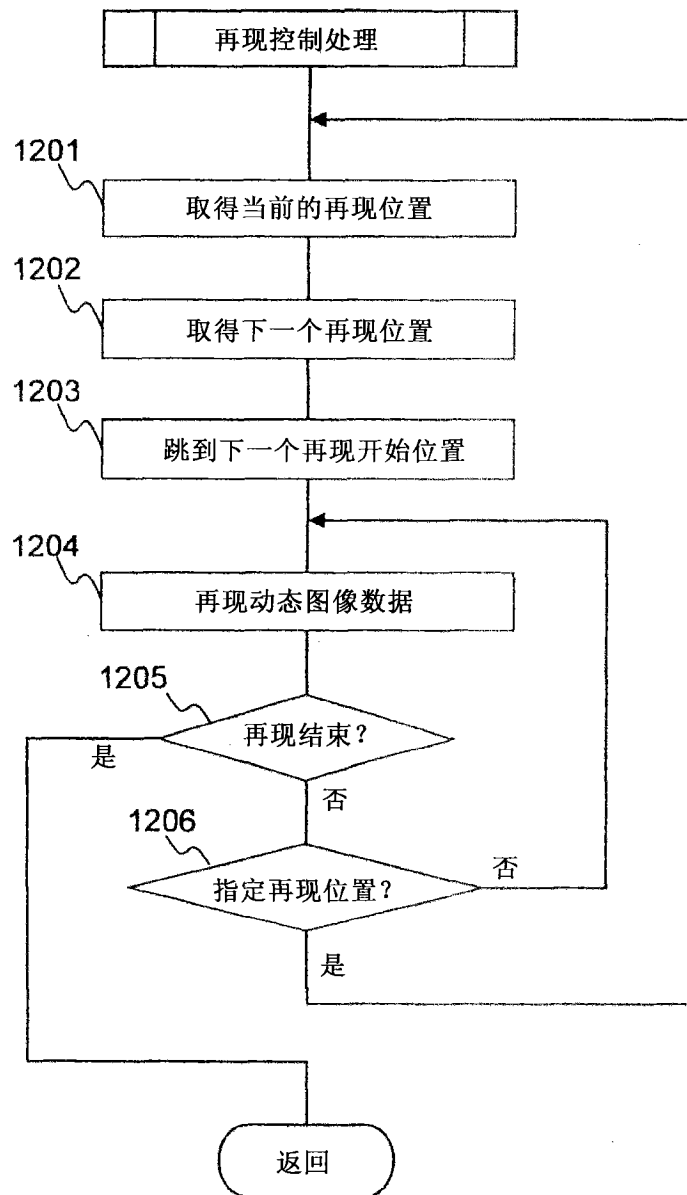 再现控制处理
1201
取得当前的再现位置
1202
取得下一个再现位置
1203
跳到下一个再现开始位置
1204
再现动态图像数据
1205
再现结束？
是
否
1206
指定再现位置？
否
是
返回